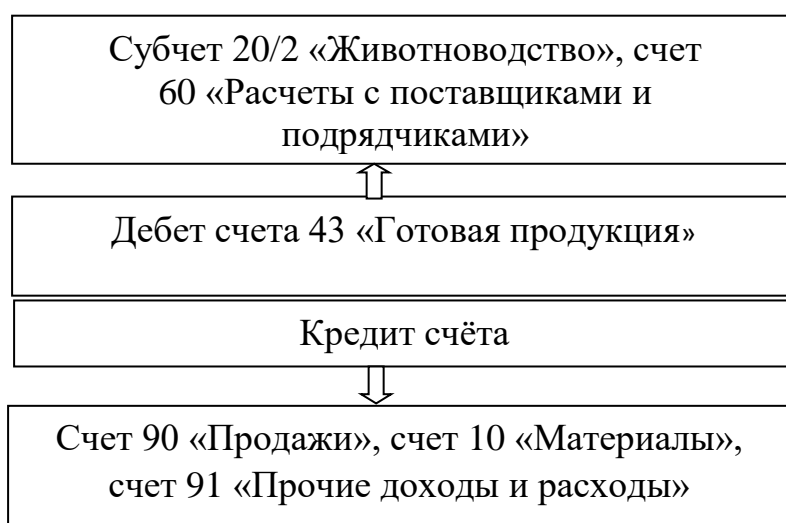 Субчет 20/2 «Животноводство», счет
60 «Расчеты с поставщиками и
подрядчиками»
Дебет счета 43 «Готовая продукция»
Кредит счёта
Счет 90 «Продажи», счет 10 «Материалы»,
счет 91 «Прочие доходы и расходы»